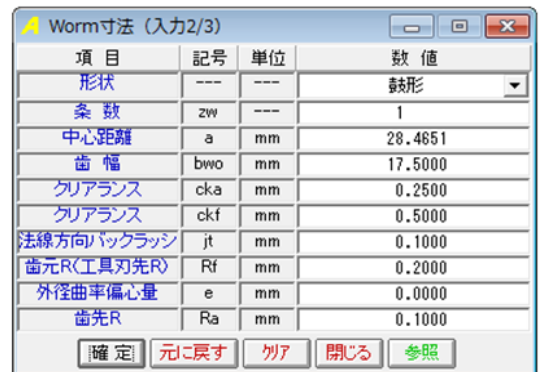 Worm寸法（入力2/3）
項 目 記号 単位 数 値
形状 --- --- 鼓形
条 数 zw --- 1
中心距離 a mm 28.4651
歯 幅 bwo mm 17.5000
クリアランス cka mm 0.2500
クリアランス ckf mm 0.5000
法線方向バックラッシ jt mm 0.1000
歯元R(工具刃先R) Rf mm 0.2000
外径曲率偏心量 e mm 0.0000
歯先R Ra mm 0.1000
確 定 元に戻す クリア 閉じる 参照